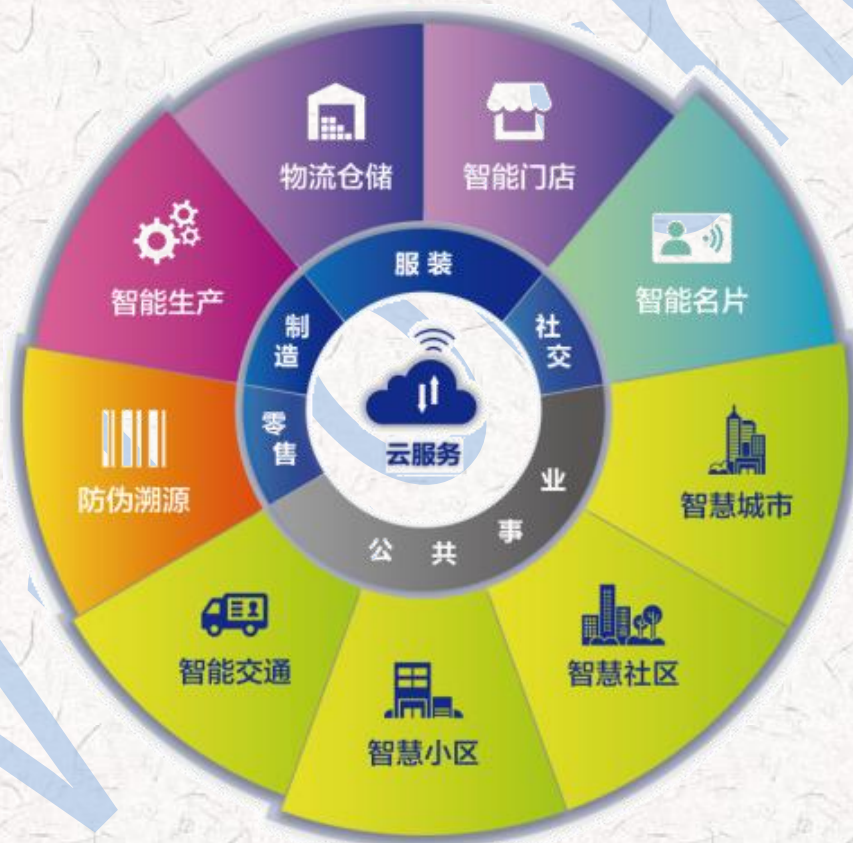 物流仓储
智能门店
智能生产
智能名片
服装
制造
社交
零售
云服务
公共事业
防伪溯源
智慧城市
智能交通
智慧社区
智慧小区